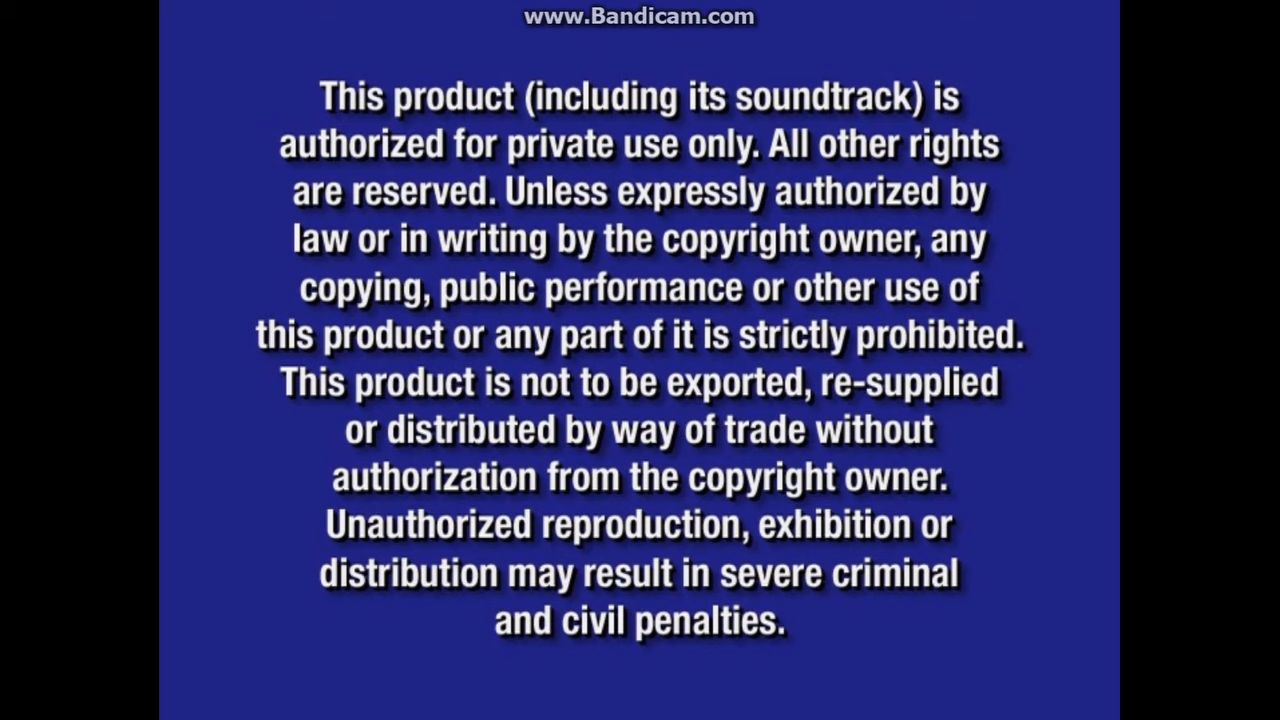 www.Bandicam.com
This product (including its soundtrack) is
authorized for private use only. All other rights
are reserved. Unless expressly authorized by
law or in writing by the copyright owner, any
copying, public performance or other use of
this product or any part of it is strictly prohibited.
This product is not to be exported, re-supplied
or distributed by way of trade without
authorization from the copyright owner.
Unauthorized reproduction, exhibition or
distribution may result in severe criminal
and civil penalties.